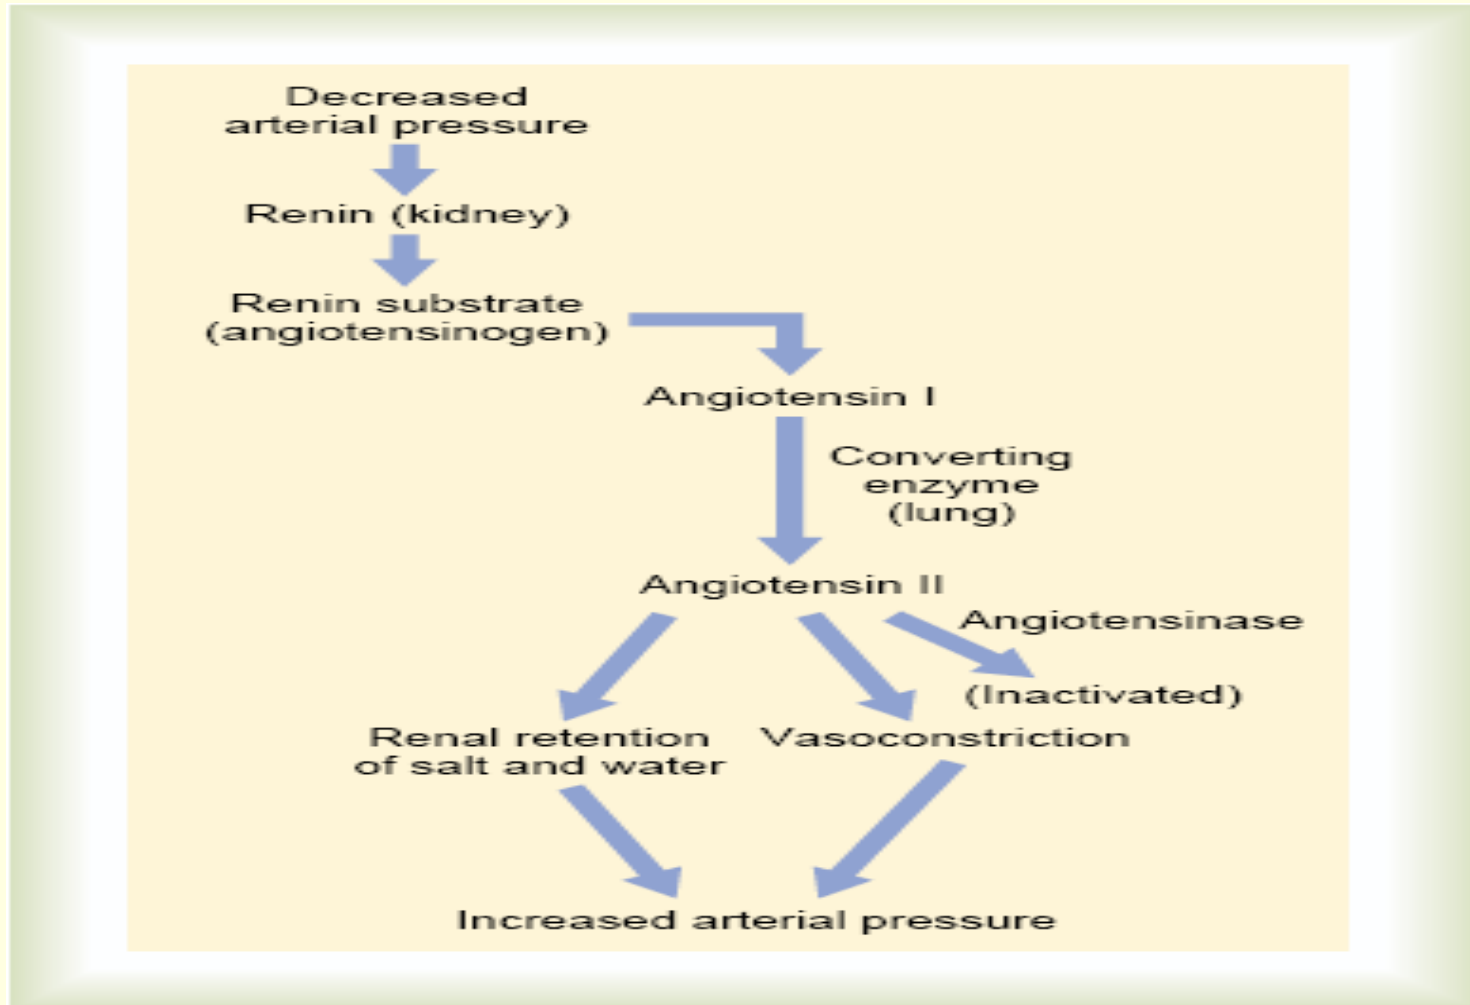 Decreased
arterial pressure
Renin (kidney)
Renin substrate
(angiotensinogen)
Angiotensin I
Converting
enzyme
(lung)
Angiotensin II
Angiotensinase
(Inactivated)
Renal retention
of salt and water
Vasoconstriction
Increased arterial pressure